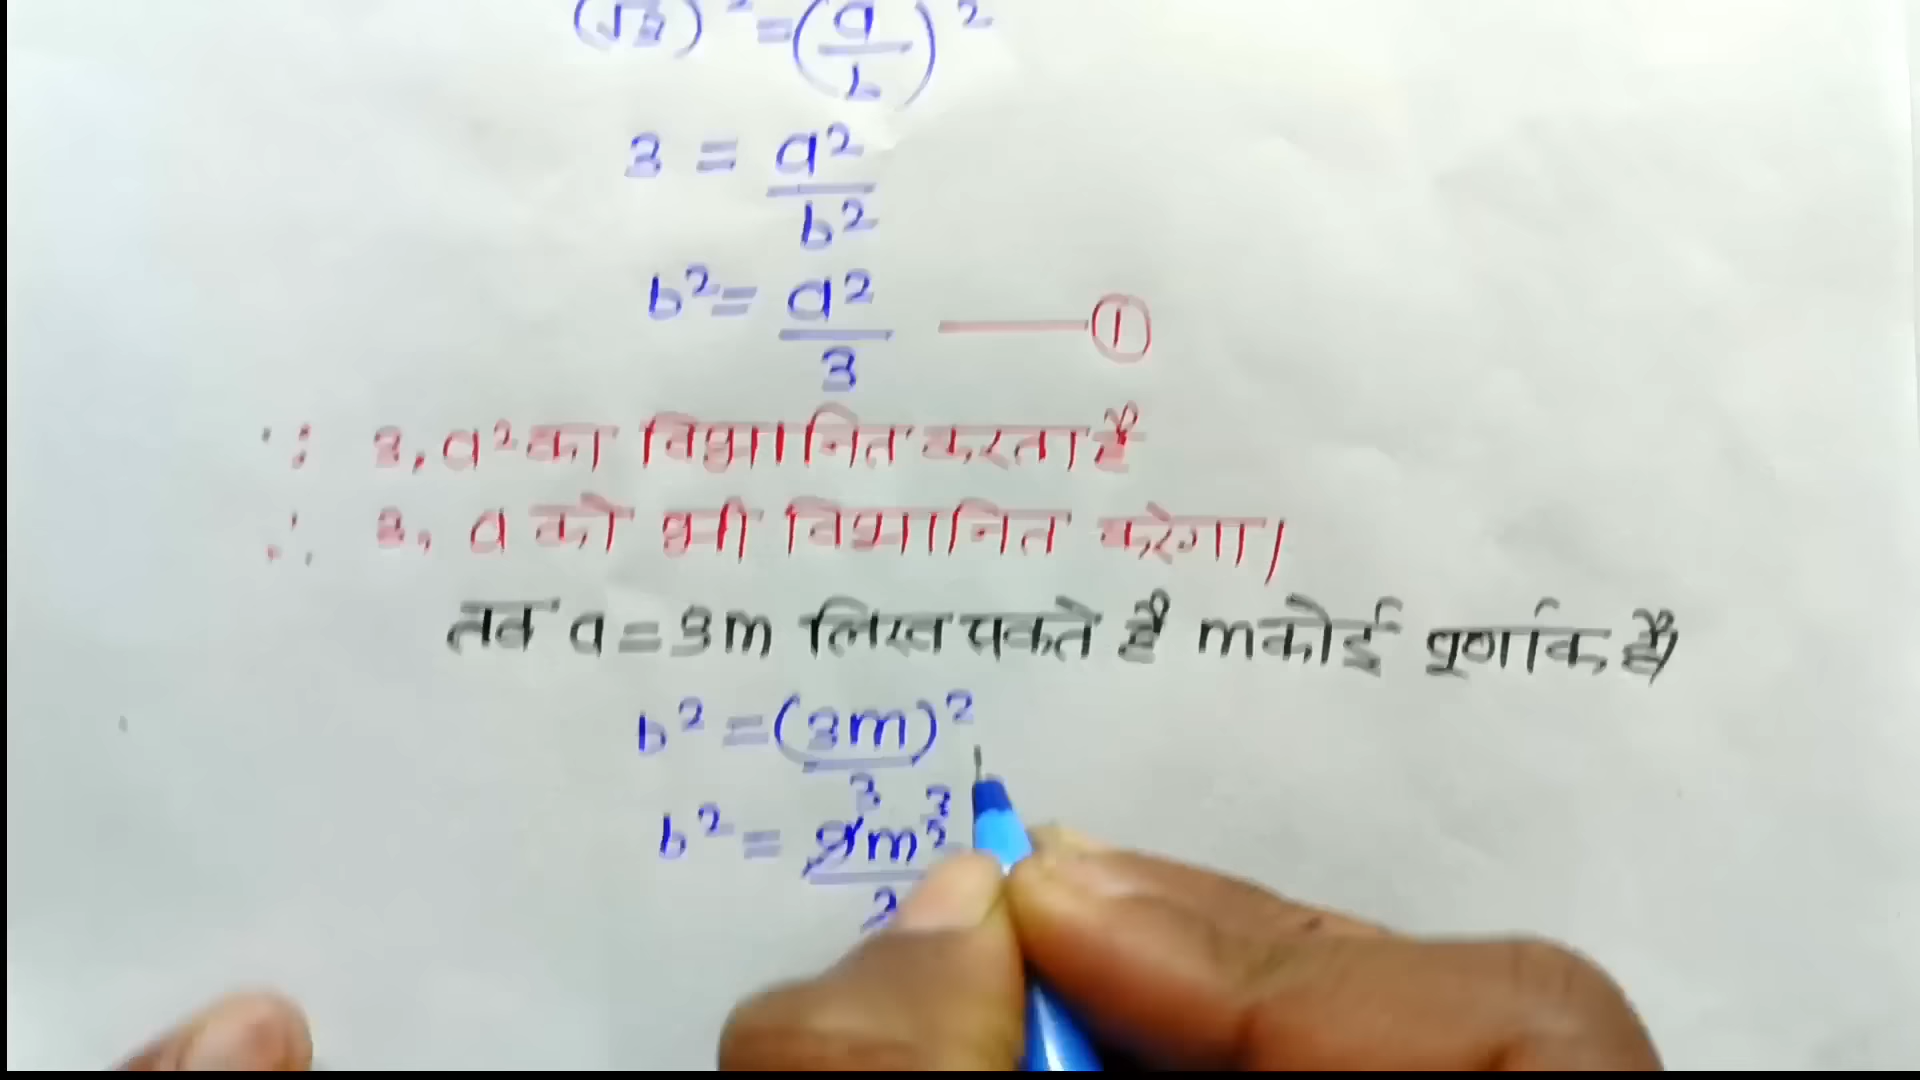 (√3)² = (a/b)²
3 = a²/b²
b² = a²/3 ——— ①
∵ 3, a² का विभाजित करता है
∴ 3, a को भी विभाजित करेगा।
तब a = 3m लिख सकते है m कोई पूर्णांक है
b² = (3m)²/3
b² = 9m²/3